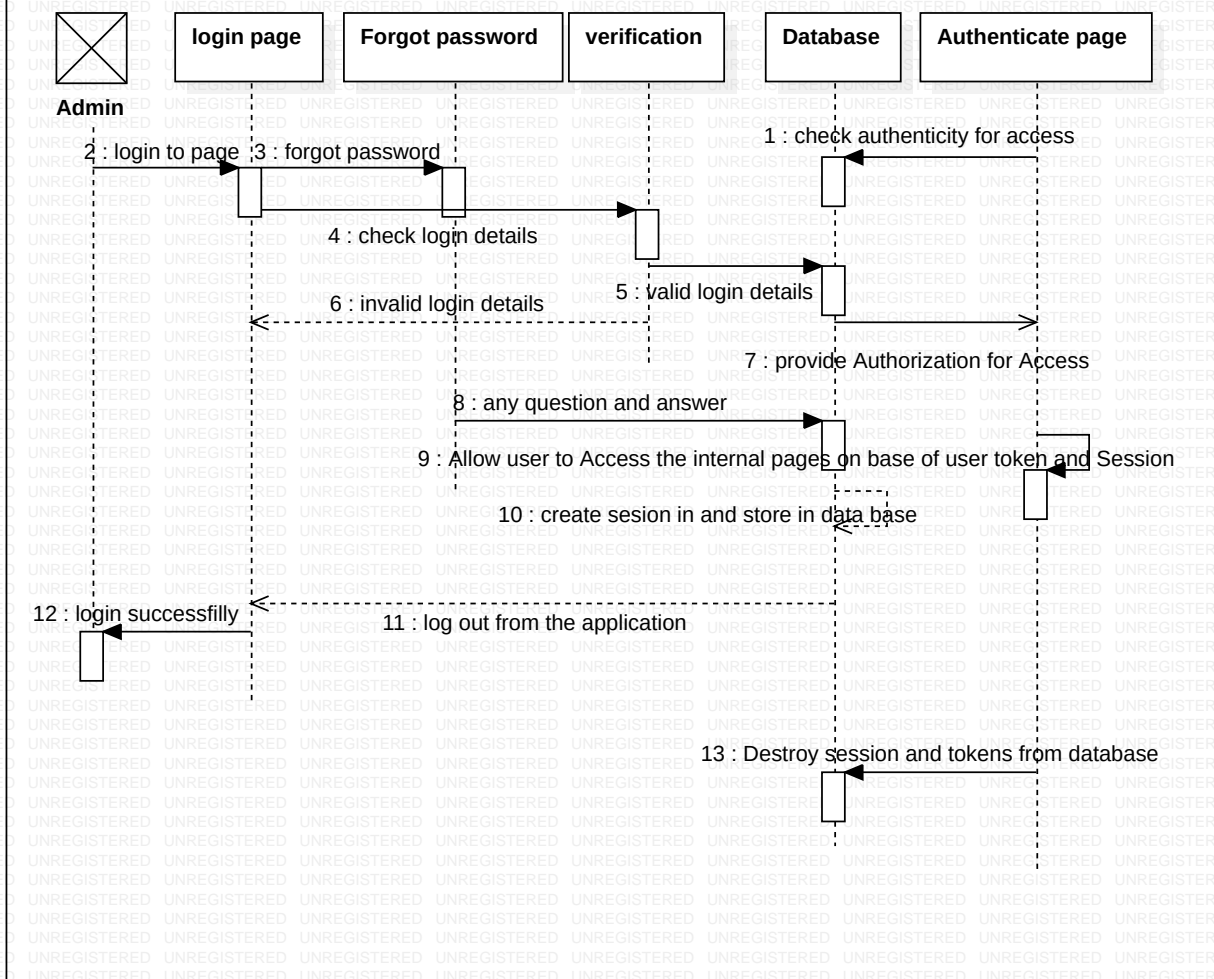 login page
Forgot password
verification
Database
Authenticate page
Admin
1 : check authenticity for access
2 : login to page
3 : forgot password
4 : check login details
5 : valid login details
6 : invalid login details
7 : provide Authorization for Access
8 : any question and answer
9 : Allow user to Access the internal pages on base of user token and Session
10 : create sesion in and store in data base
11 : log out from the application
12 : login successfilly
13 : Destroy session and tokens from database
UNREGISTERED